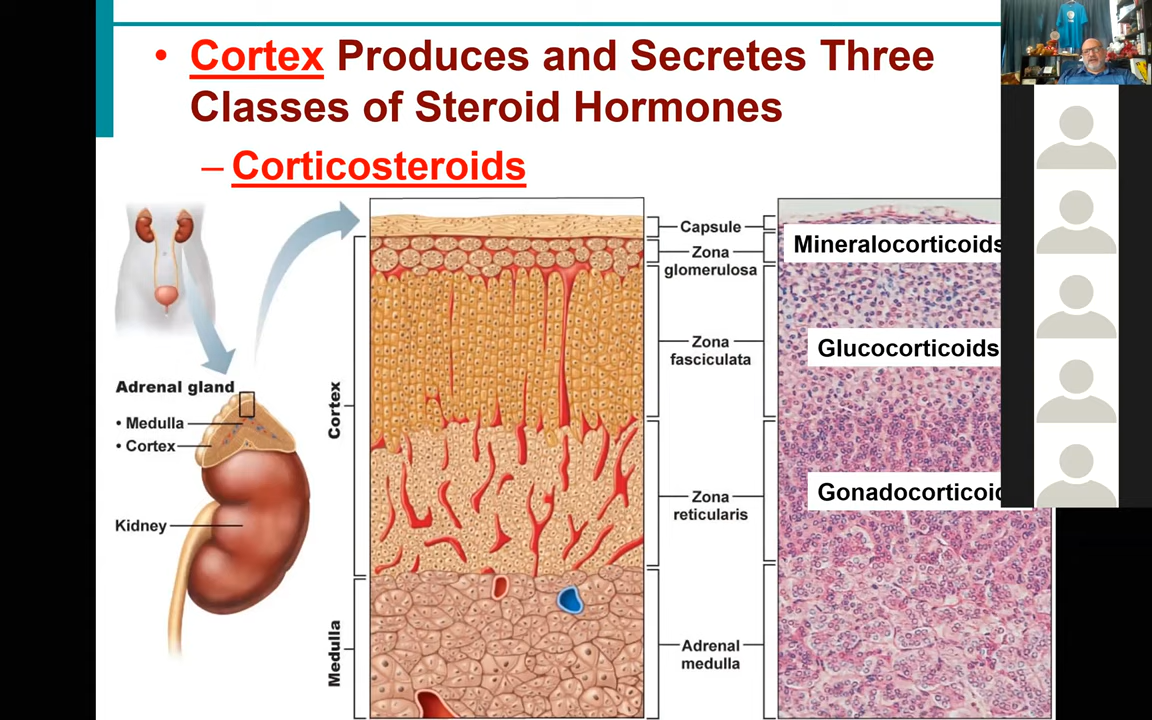 • Cortex Produces and Secretes Three
Classes of Steroid Hormones
– Corticosteroids
Capsule
Zona
glomerulosa
Zona
fasciculata
Zona
reticularis
Adrenal
medulla
Mineralocorticoids
Glucocorticoids
Gonadocorticoi
Adrenal gland
• Medulla
• Cortex
Kidney
Cortex
Medulla